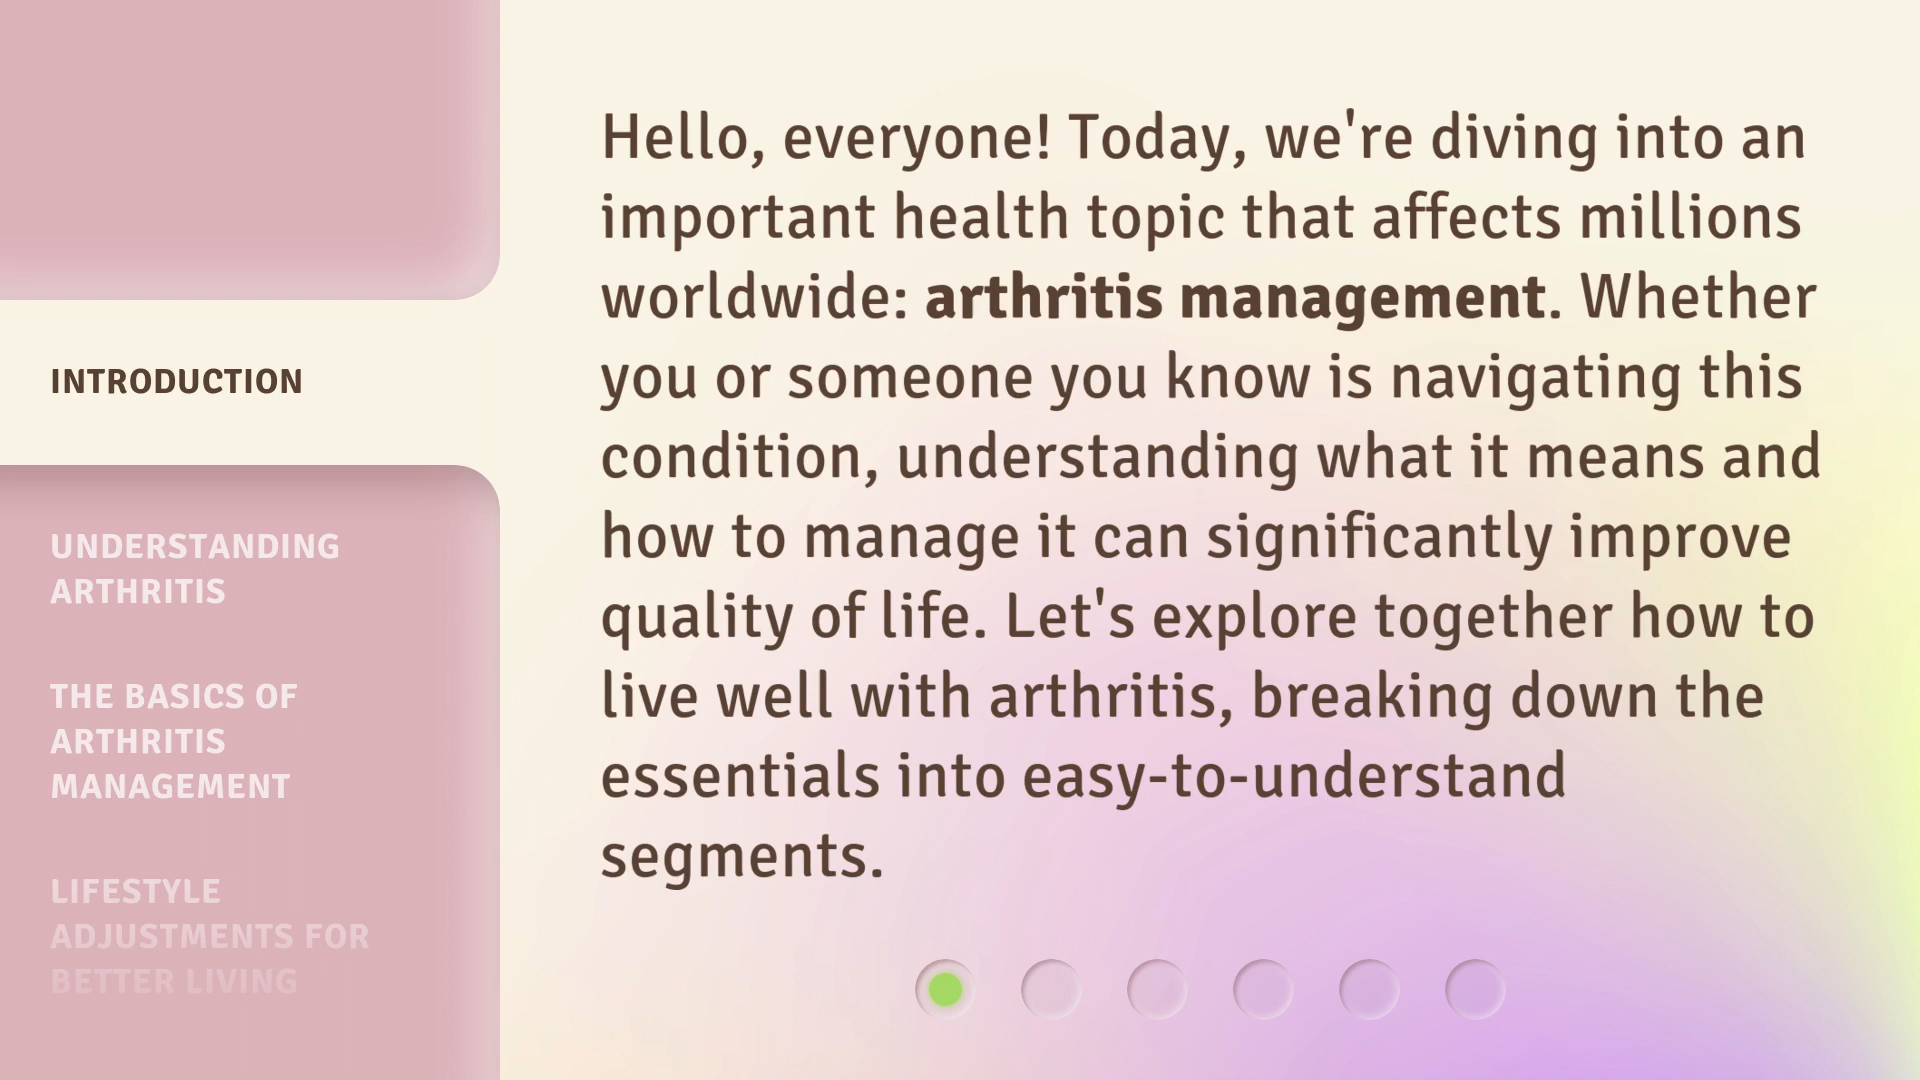 INTRODUCTION
UNDERSTANDING
ARTHRITIS
THE BASICS OF
ARTHRITIS
MANAGEMENT
LIFESTYLE
ADJUSTMENTS FOR
BETTER LIVING
Hello, everyone! Today, we're diving into an
important health topic that affects millions
worldwide: arthritis management. Whether
you or someone you know is navigating this
condition, understanding what it means and
how to manage it can significantly improve
quality of life. Let's explore together how to
live well with arthritis, breaking down the
essentials into easy-to-understand
segments.